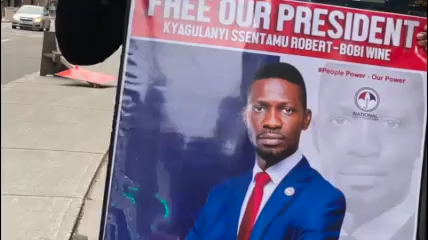 FREE OUR PRESIDENT
KYAGULANYI SSENTAMU ROBERT-BOBI WINE
#People Power - Our Power
NATIONAL